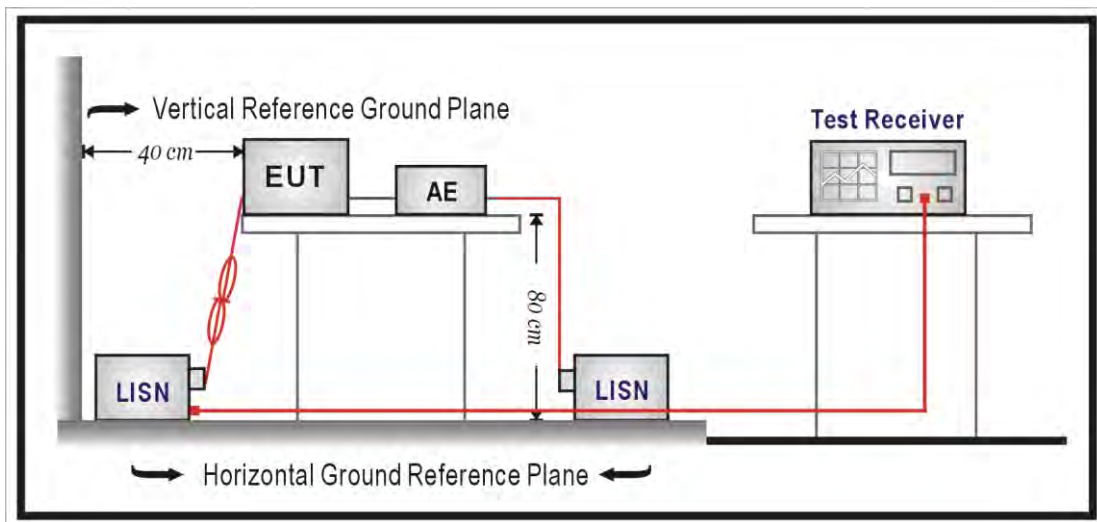 Vertical Reference Ground Plane
40 cm
EUT
AE
Test Receiver
80 cm
LISN
LISN
Horizontal Ground Reference Plane